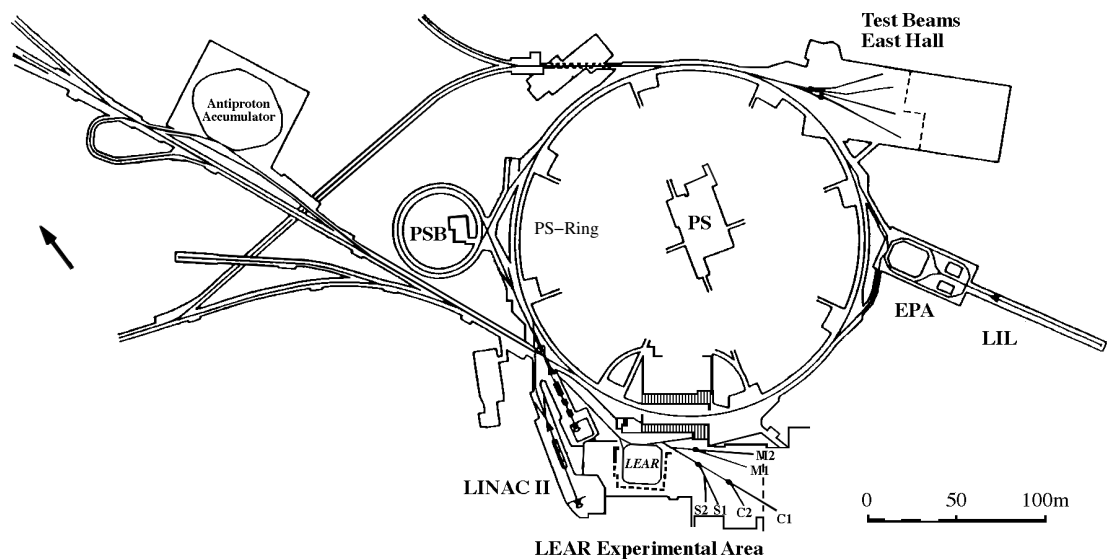 Test Beams
East Hall
Antiproton
Accumulator
PSB
PS-Ring
PS
EPA
LIL
LEAR
M2
M1
LINAC II
S2
S1
C2
C1
0
50
100m
LEAR Experimental Area